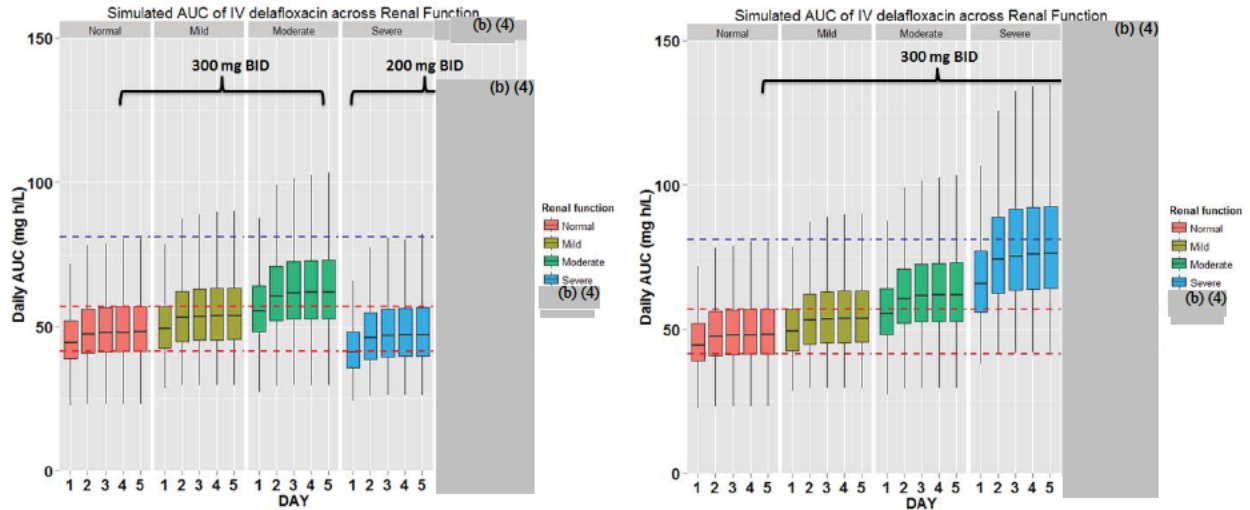 Simulated AUC of IV delafloxacin across Renal Function
(b) (4)
Normal
Mild
Moderate
Severe
300 mg BID
200 mg BID
(b) (4)
Daily AUC (mg h/L)
150
100
50
0
1 2 3 4 5 1 2 3 4 5 1 2 3 4 5 1 2 3 4 5
DAY
Renal function
Normal
Mild
Moderate
Severe
(b) (4)
Simulated AUC of IV delafloxacin across Renal Function
(b) (4)
Normal
Mild
Moderate
Severe
300 mg BID
Daily AUC (mg h/L)
150
100
50
0
1 2 3 4 5 1 2 3 4 5 1 2 3 4 5 1 2 3 4 5
DAY
Renal function
Normal
Mild
Moderate
Severe
(b) (4)